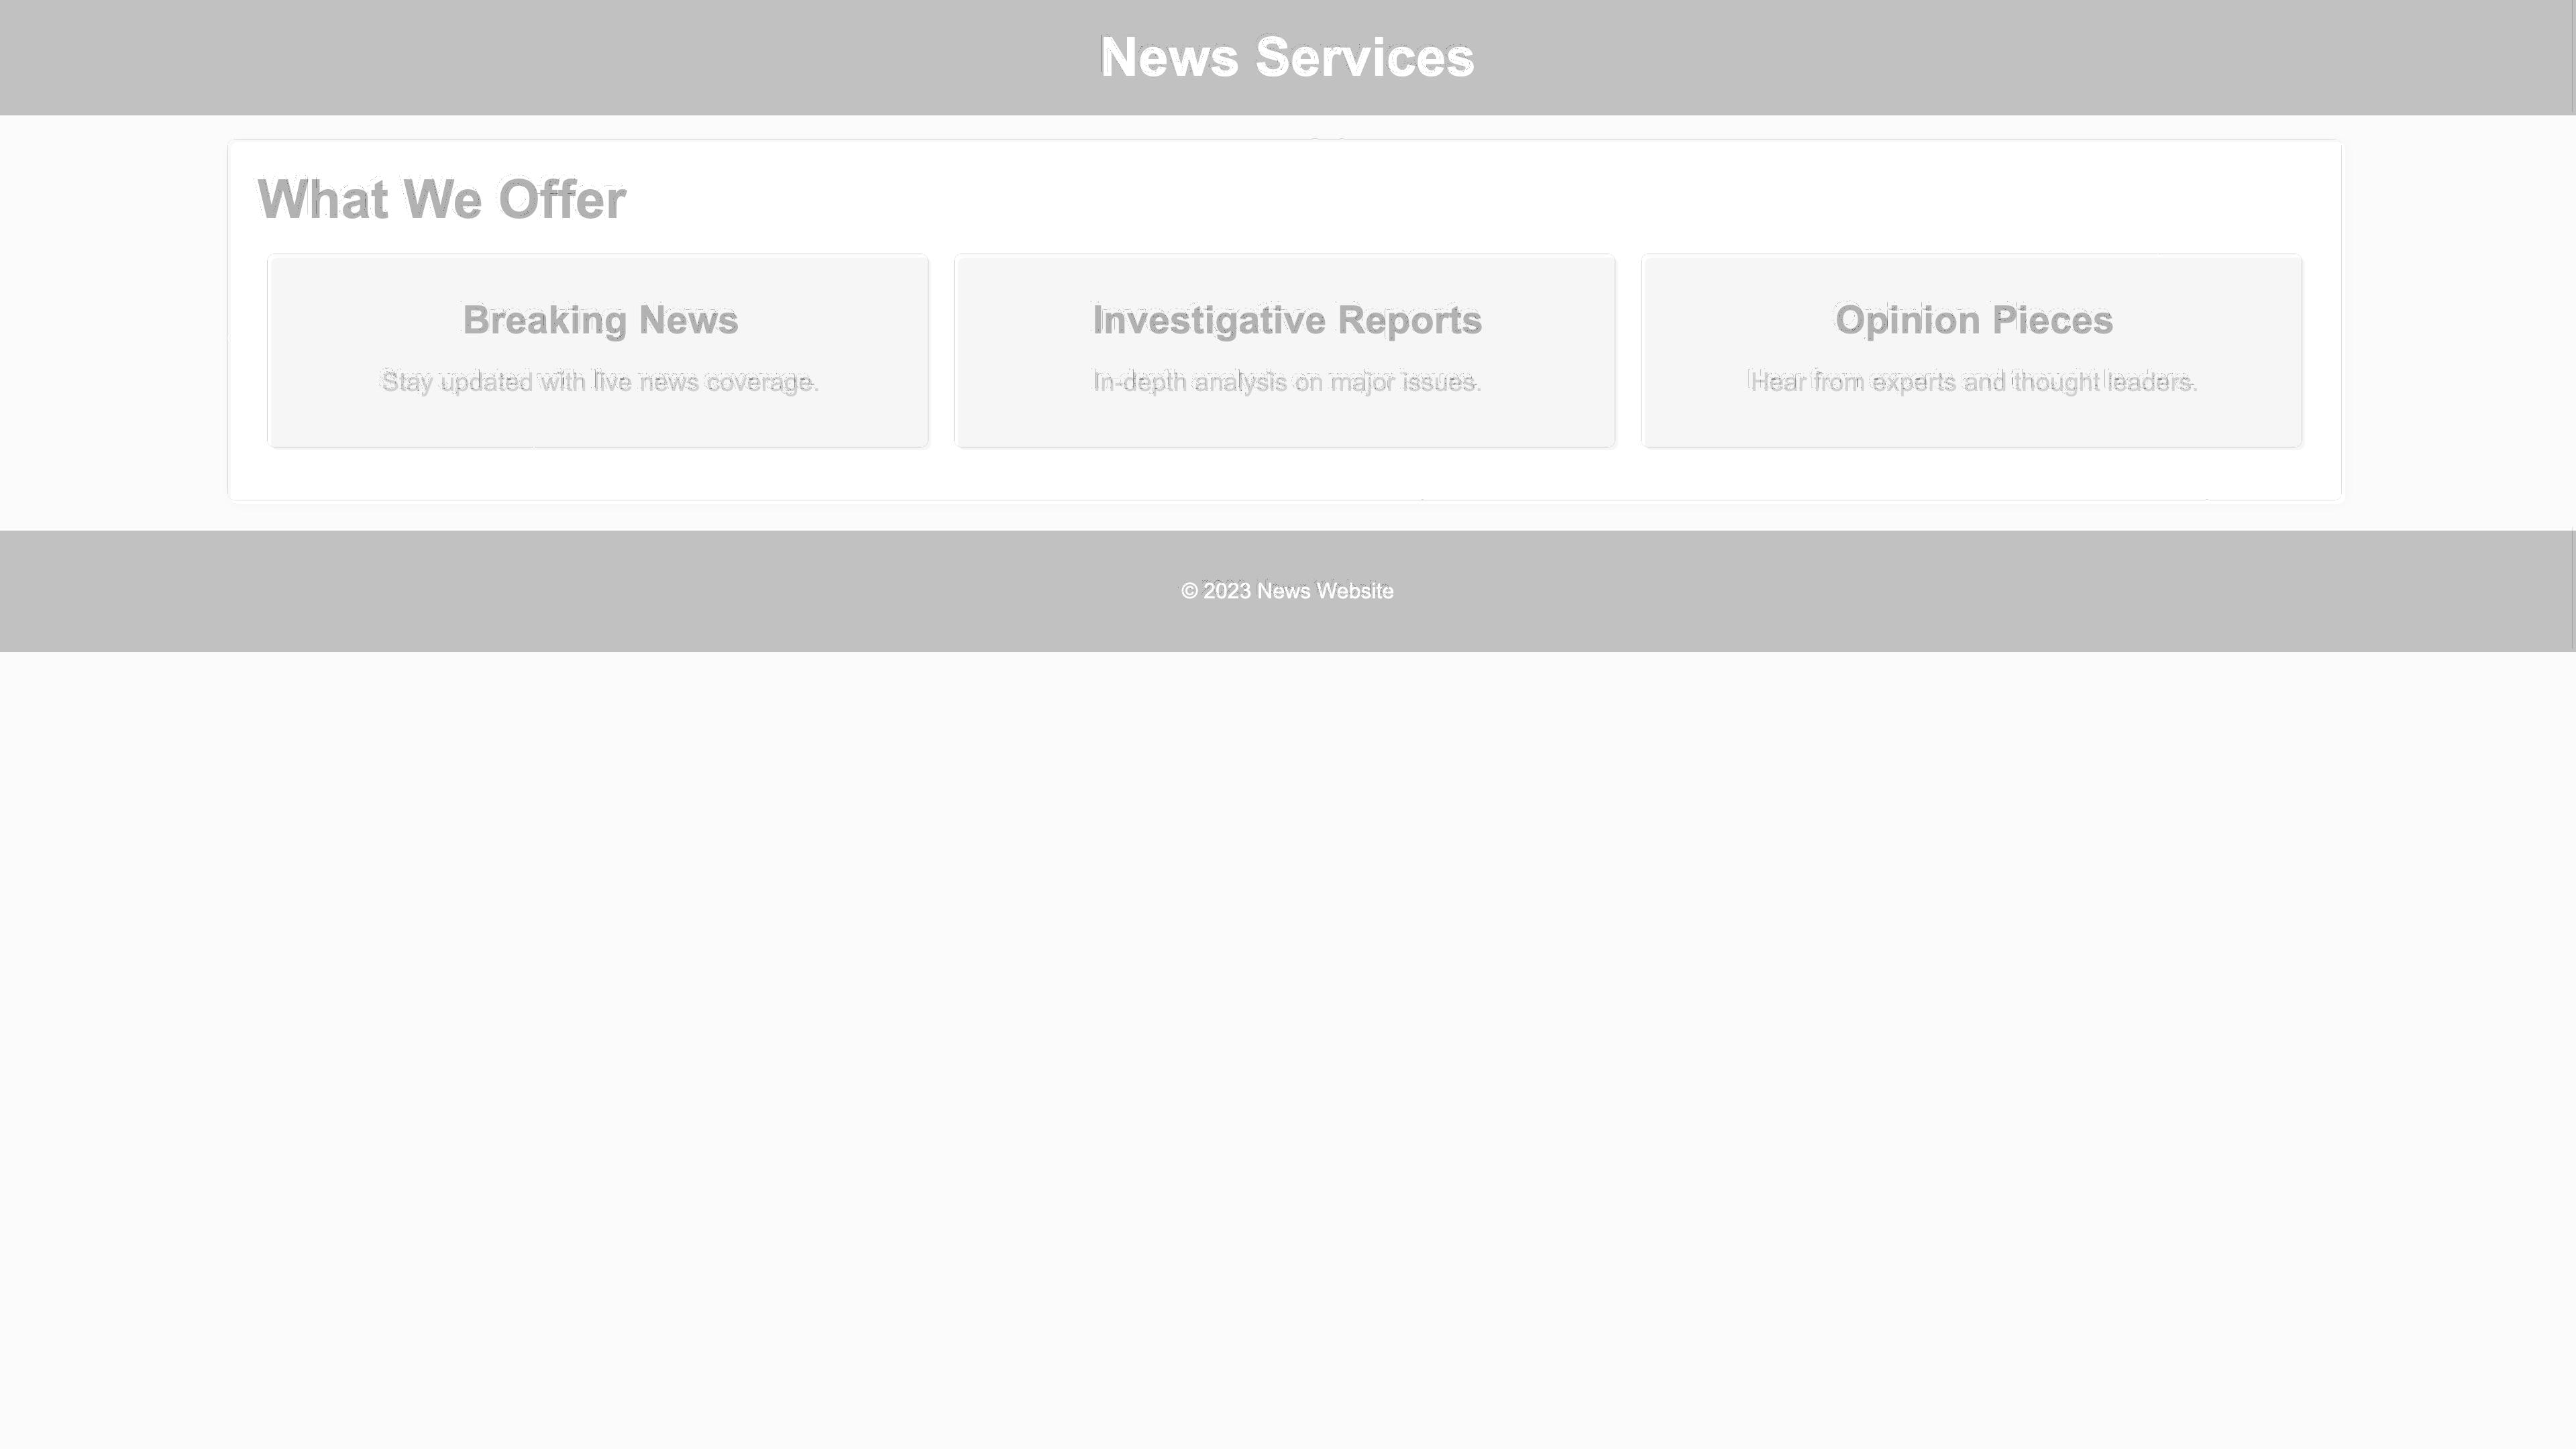 News Services
What We Offer
Breaking News
Stay updated with live news coverage.
Investigative Reports
In-depth analysis on major issues.
Opinion Pieces
Hear from experts and thought leaders.
© 2023 News Website